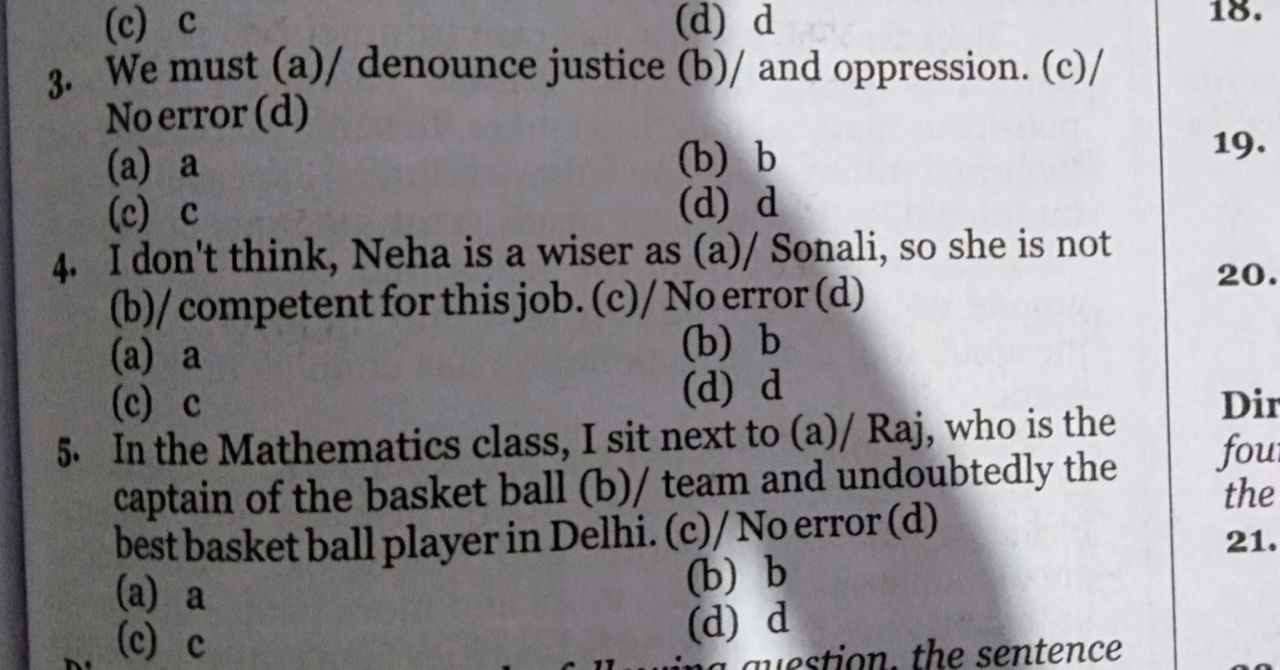 (c) c (d) d
3. We must (a)/ denounce justice (b)/ and oppression. (c)/
No error (d)
(a) a (b) b
(c) c (d) d
4. I don't think, Neha is a wiser as (a)/ Sonali, so she is not
(b)/ competent for this job. (c)/ No error (d)
(a) a (b) b
(c) c (d) d
5. In the Mathematics class, I sit next to (a)/ Raj, who is the
captain of the basket ball (b)/ team and undoubtedly the
best basket ball player in Delhi. (c)/ No error (d)
(a) a (b) b
(c) c (d) d
question, the sentence
18.
19.
20.
Dir
four
the
21.